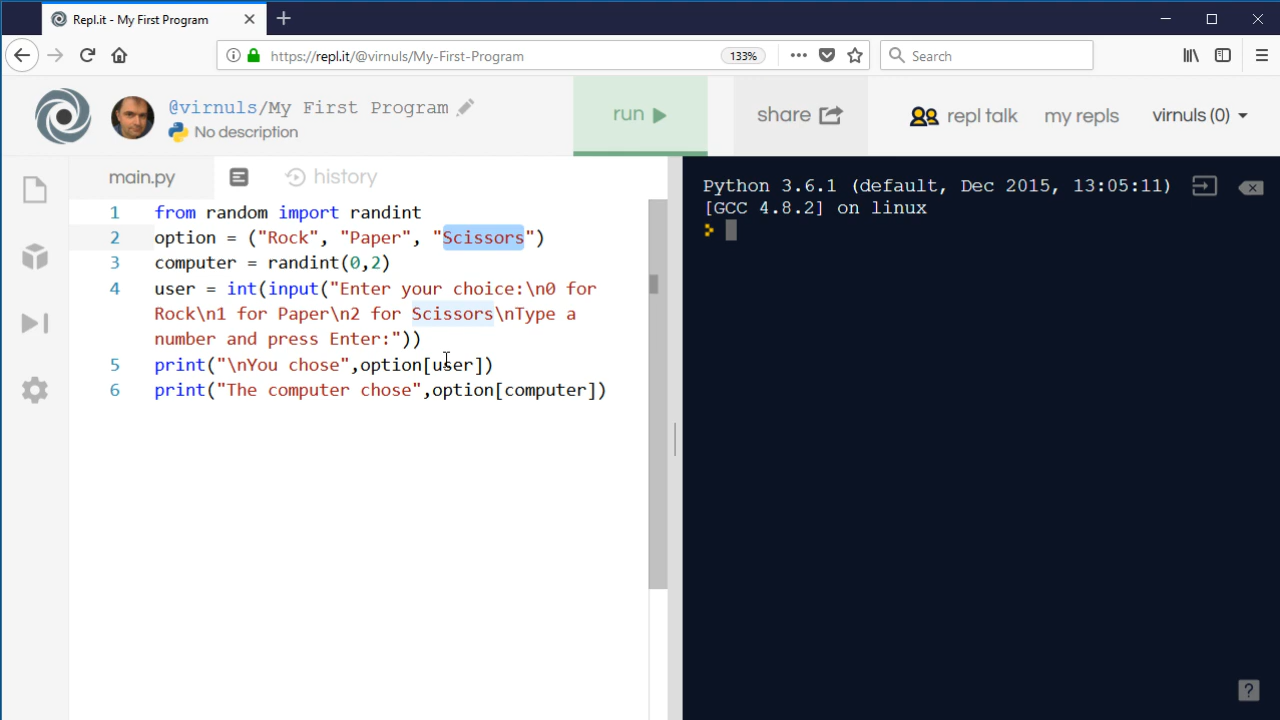 Repl.it - My First Program
https://repl.it/@virnuls/My-First-Program
133%
Search
@virnuls/My First Program
No description
run
share
repl talk
my repls
virnuls (0)
main.py
history
1 from random import randint
2 option = ("Rock", "Paper", "Scissors")
3 computer = randint(0,2)
4 user = int(input("Enter your choice:\n0 for
Rock\n1 for Paper\n2 for Scissors\nType a
number and press Enter:"))
5 print("\nYou chose",option[user])
6 print("The computer chose",option[computer])
Python 3.6.1 (default, Dec 2015, 13:05:11)
[GCC 4.8.2] on linux
?